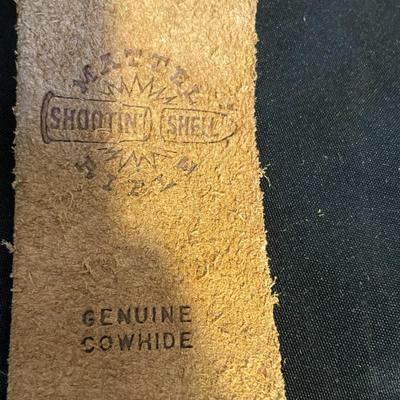 MATTEL
SHOOTIN' SHELL
GENUINE
COWHIDE